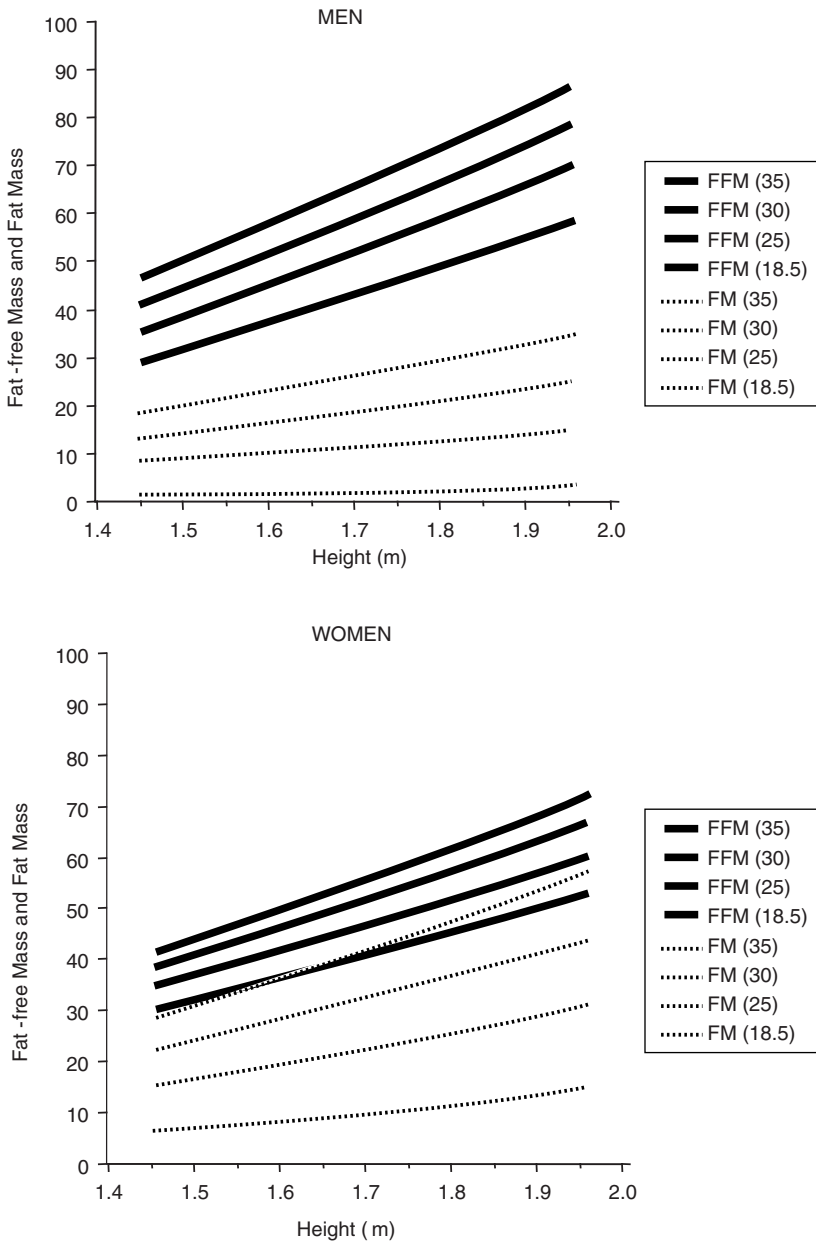 MEN
100
90
80
70
60
50
40
30
20
10
0
Fat -free Mass and Fat Mass
1.4 1.5 1.6 1.7 1.8 1.9 2.0
Height (m)
FFM (35)
FFM (30)
FFM (25)
FFM (18.5)
FM (35)
FM (30)
FM (25)
FM (18.5)
WOMEN
100
90
80
70
60
50
40
30
20
10
0
Fat -free Mass and Fat Mass
1.4 1.5 1.6 1.7 1.8 1.9 2.0
Height ( m)
FFM (35)
FFM (30)
FFM (25)
FFM (18.5)
FM (35)
FM (30)
FM (25)
FM (18.5)